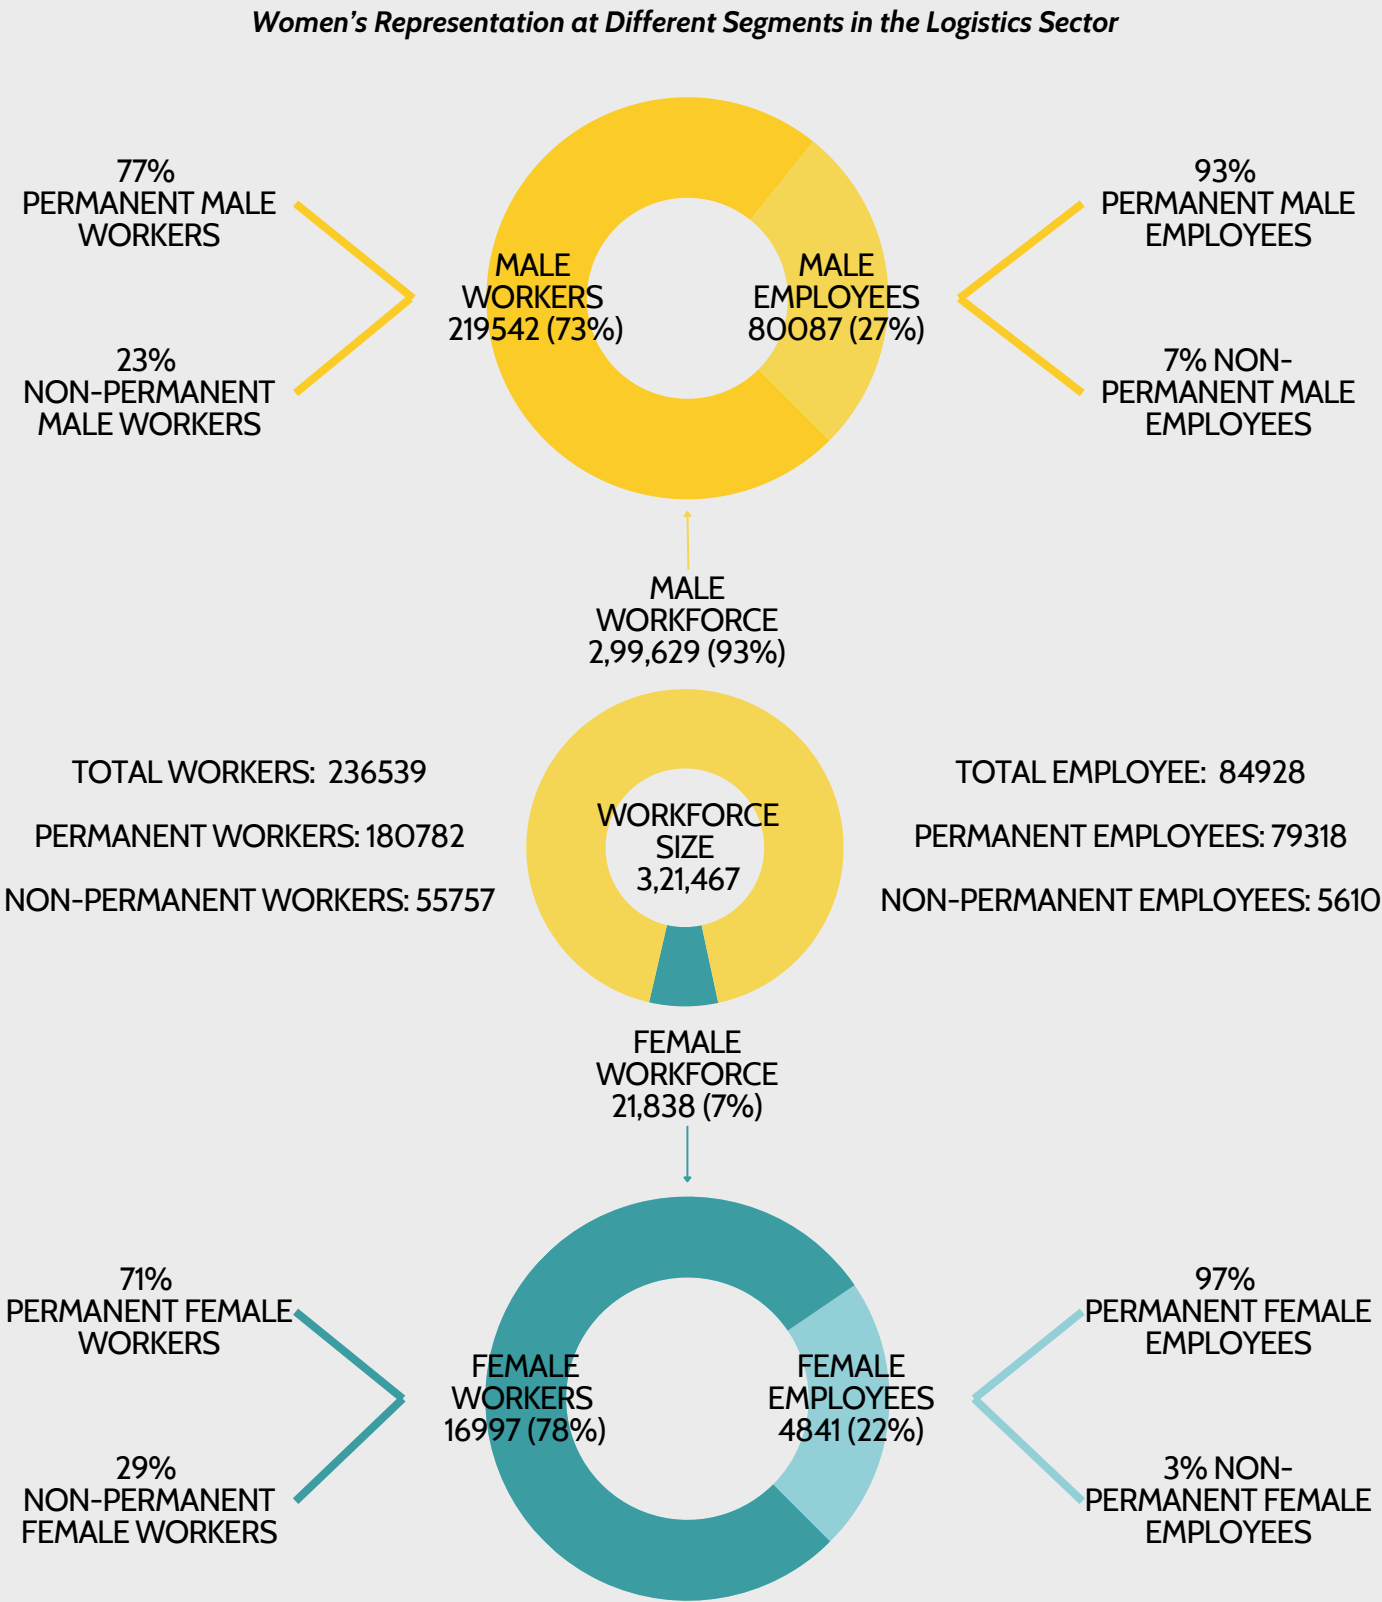 Women's Representation at Different Segments in the Logistics Sector
77%
PERMANENT MALE
WORKERS
23%
NON-PERMANENT
MALE WORKERS
MALE
WORKERS
219542 (73%)
MALE
EMPLOYEES
80087 (27%)
93%
PERMANENT MALE
EMPLOYEES
7% NON-
PERMANENT MALE
EMPLOYEES
MALE
WORKFORCE
2,99,629 (93%)
TOTAL WORKERS: 236539
PERMANENT WORKERS: 180782
NON-PERMANENT WORKERS: 55757
WORKFORCE
SIZE
3,21,467
TOTAL EMPLOYEE: 84928
PERMANENT EMPLOYEES: 79318
NON-PERMANENT EMPLOYEES: 5610
FEMALE
WORKFORCE
21,838 (7%)
71%
PERMANENT FEMALE
WORKERS
29%
NON-PERMANENT
FEMALE WORKERS
FEMALE
WORKERS
16997 (78%)
FEMALE
EMPLOYEES
4841 (22%)
97%
PERMANENT FEMALE
EMPLOYEES
3% NON-
PERMANENT FEMALE
EMPLOYEES